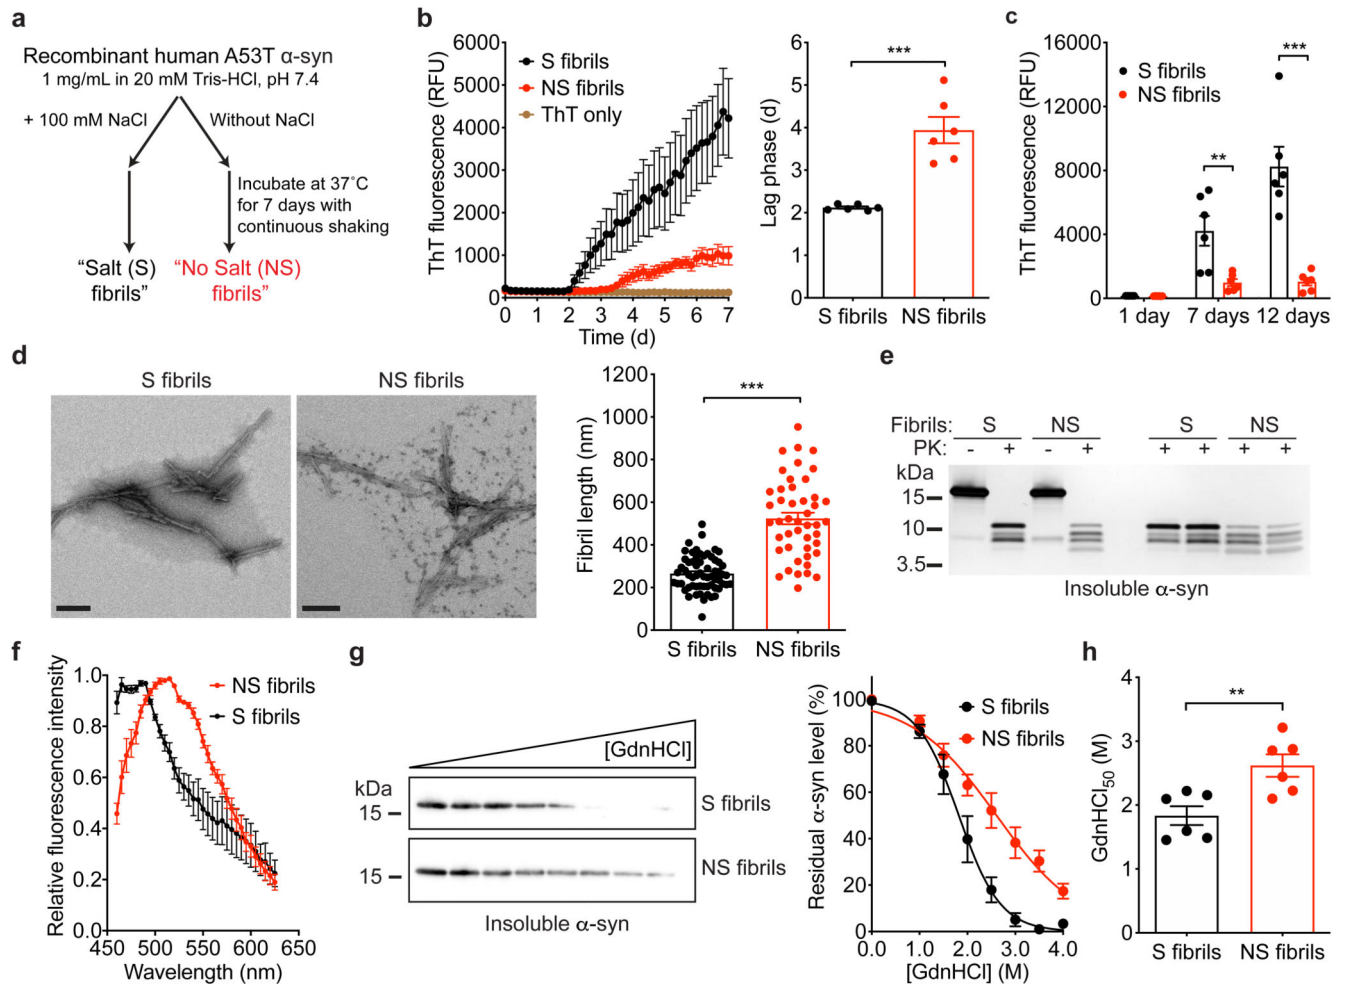 a
Recombinant human A53T α-syn
1 mg/mL in 20 mM Tris-HCl, pH 7.4
+ 100 mM NaCl
Without NaCl
Incubate at 37˚C
for 7 days with
continuous shaking
“Salt (S)
fibrils”
“No Salt (NS)
fibrils”
b
ThT fluorescence (RFU)
6000
5000
4000
3000
2000
1000
0
S fibrils
NS fibrils
ThT only
0 1 2 3 4 5 6 7
Time (d)
Lag phase (d)
6
5
4
3
2
1
0
***
S fibrils NS fibrils
c
ThT fluorescence (RFU)
16000
12000
8000
4000
0
S fibrils
NS fibrils
**
***
1 day 7 days 12 days
d
S fibrils
NS fibrils
Fibril length (nm)
1200
1000
800
600
400
200
0
***
S fibrils NS fibrils
e
Fibrils: S NS S NS
PK: - + - + + + + +
kDa
15
10
3.5
Insoluble α-syn
f
Relative fluorescence intensity
1.0
0.8
0.6
0.4
0.2
0.0
NS fibrils
S fibrils
450 500 550 600 650
Wavelength (nm)
g
[GdnHCl]
kDa
15
S fibrils
15
NS fibrils
Insoluble α-syn
Residual α-syn level (%)
100
80
60
40
20
0
S fibrils
NS fibrils
0.0 1.0 2.0 3.0 4.0
[GdnHCl] (M)
h
GdnHCl50 (M)
4
3
2
1
0
**
S fibrils NS fibrils